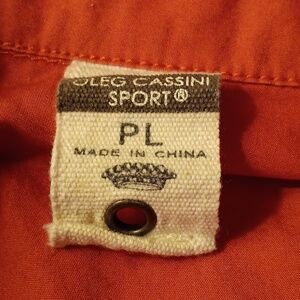 OLEG CASSINI
SPORT®
PL
MADE IN CHINA